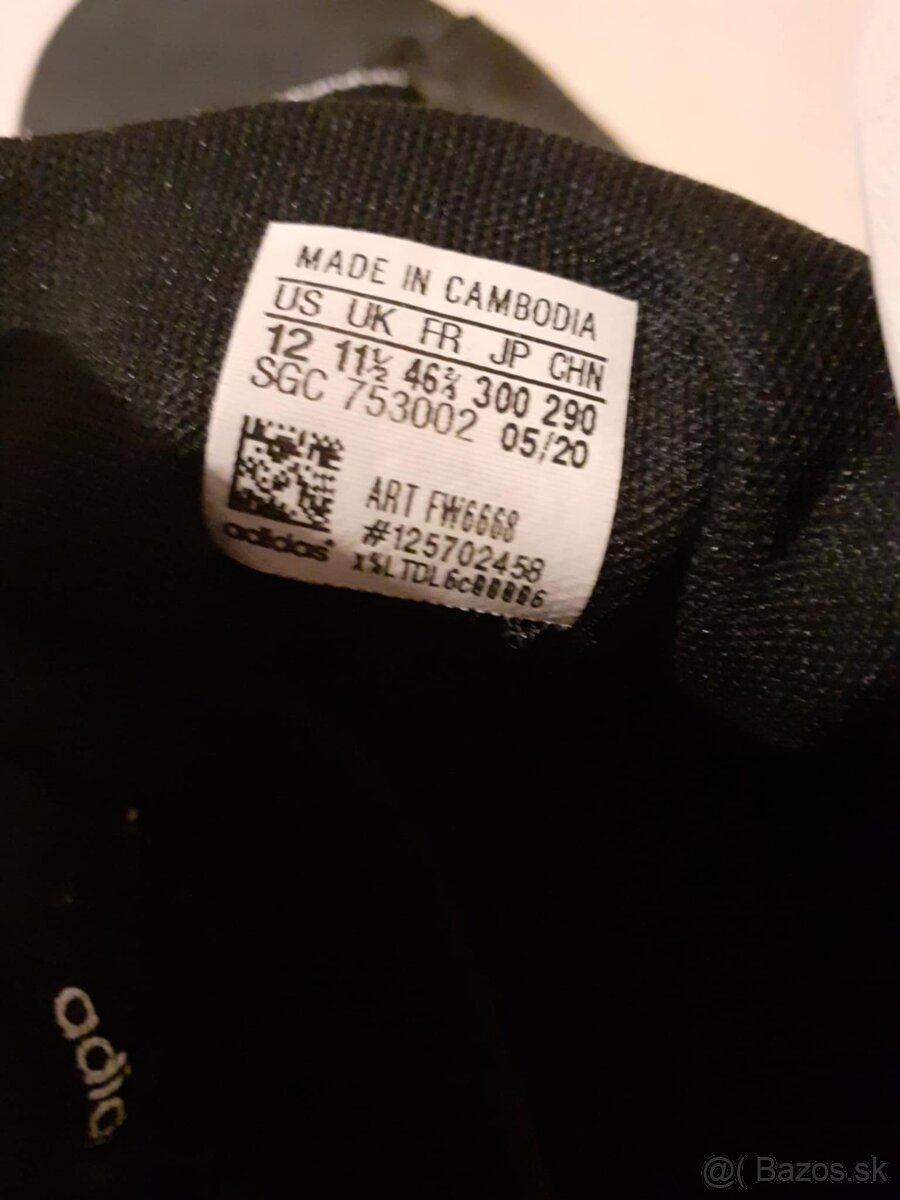 MADE IN CAMBODIA
US UK FR JP CHN
12 11½ 46⅔ 300 290
SGC 753002 05/20
ART FW6668
#125702458
adidas
adid
@( Bazos.sk